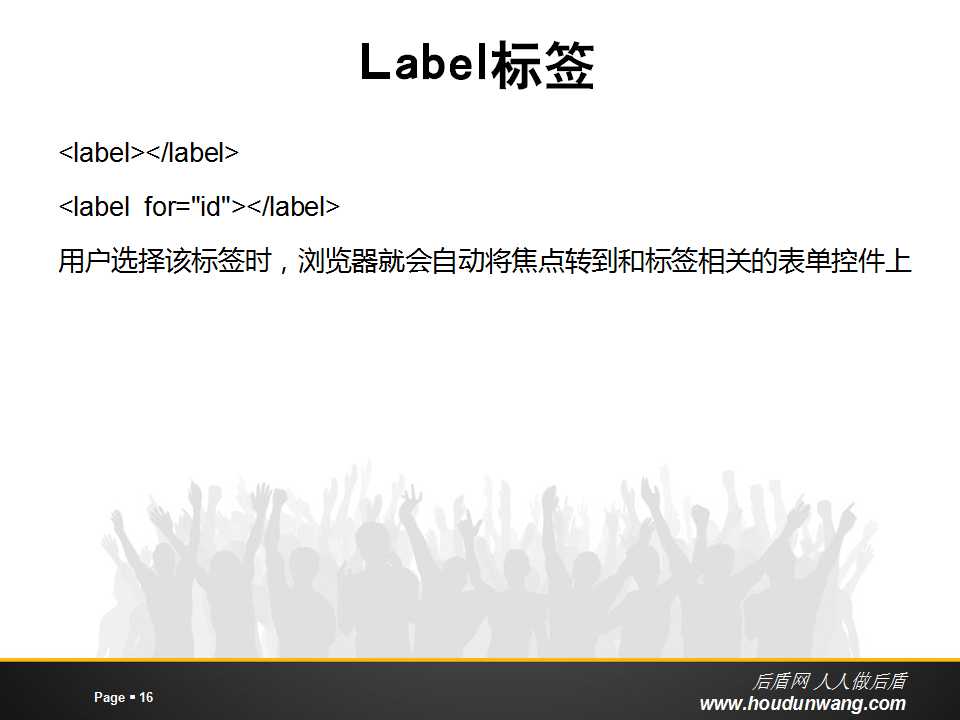 Label标签
<label></label>
<label for="id"></label>
用户选择该标签时，浏览器就会自动将焦点转到和标签相关的表单控件上
Page ▪ 16
后盾网 人人做后盾
www.houdunwang.com